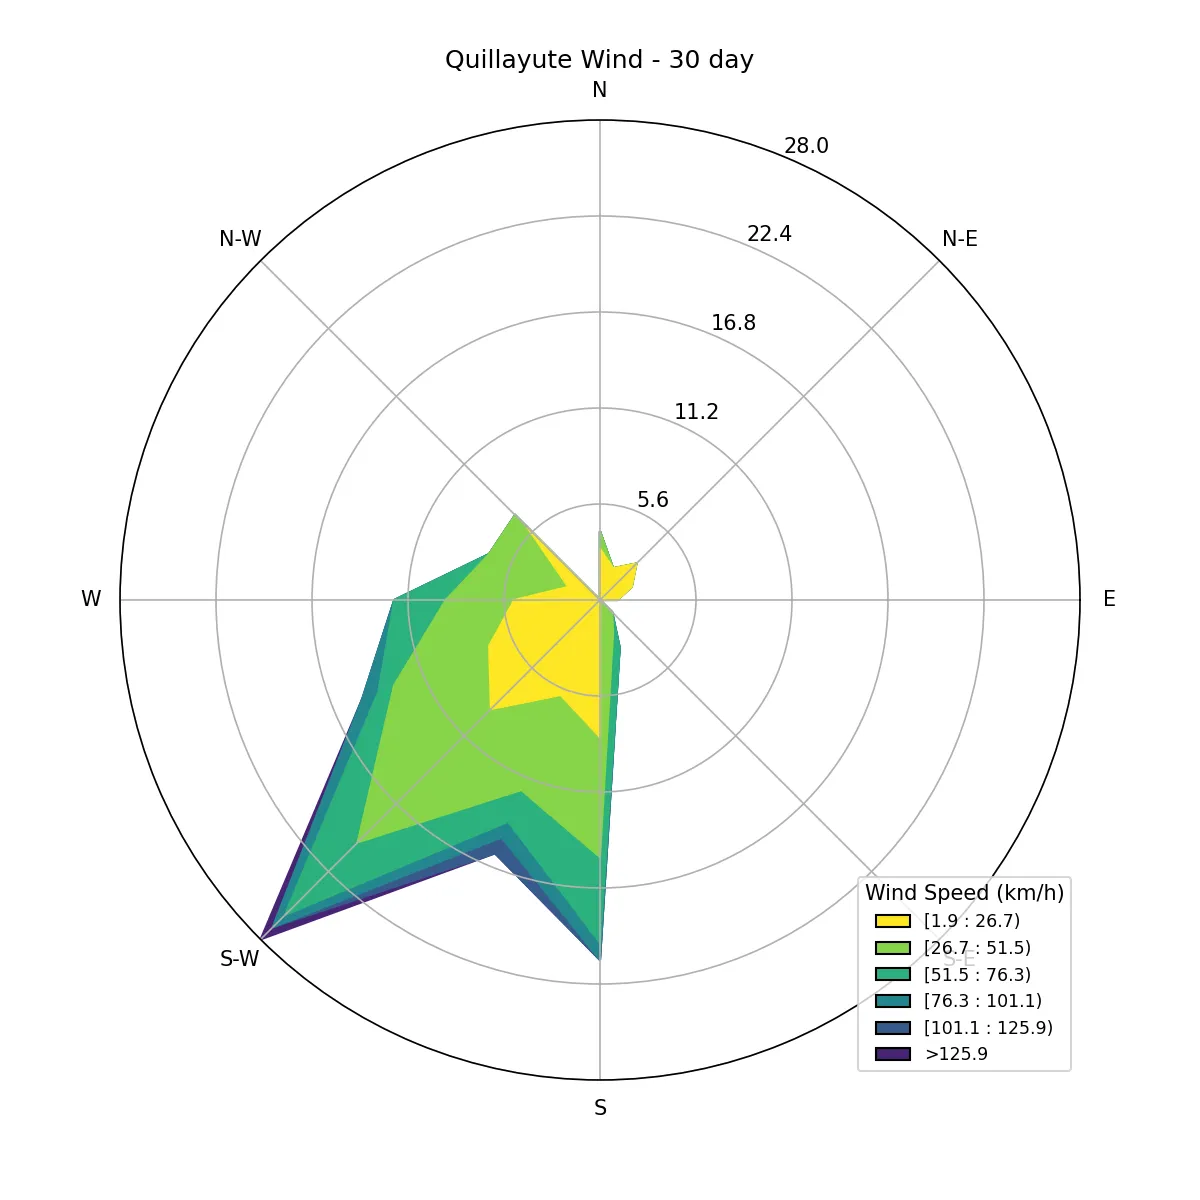 Quillayute Wind - 30 day
N
28.0
N-W
22.4
N-E
16.8
11.2
5.6
W
E
Wind Speed (km/h)
[1.9 : 26.7)
[26.7 : 51.5)
S-W
S-E
[51.5 : 76.3)
[76.3 : 101.1)
[101.1 : 125.9)
>125.9
S